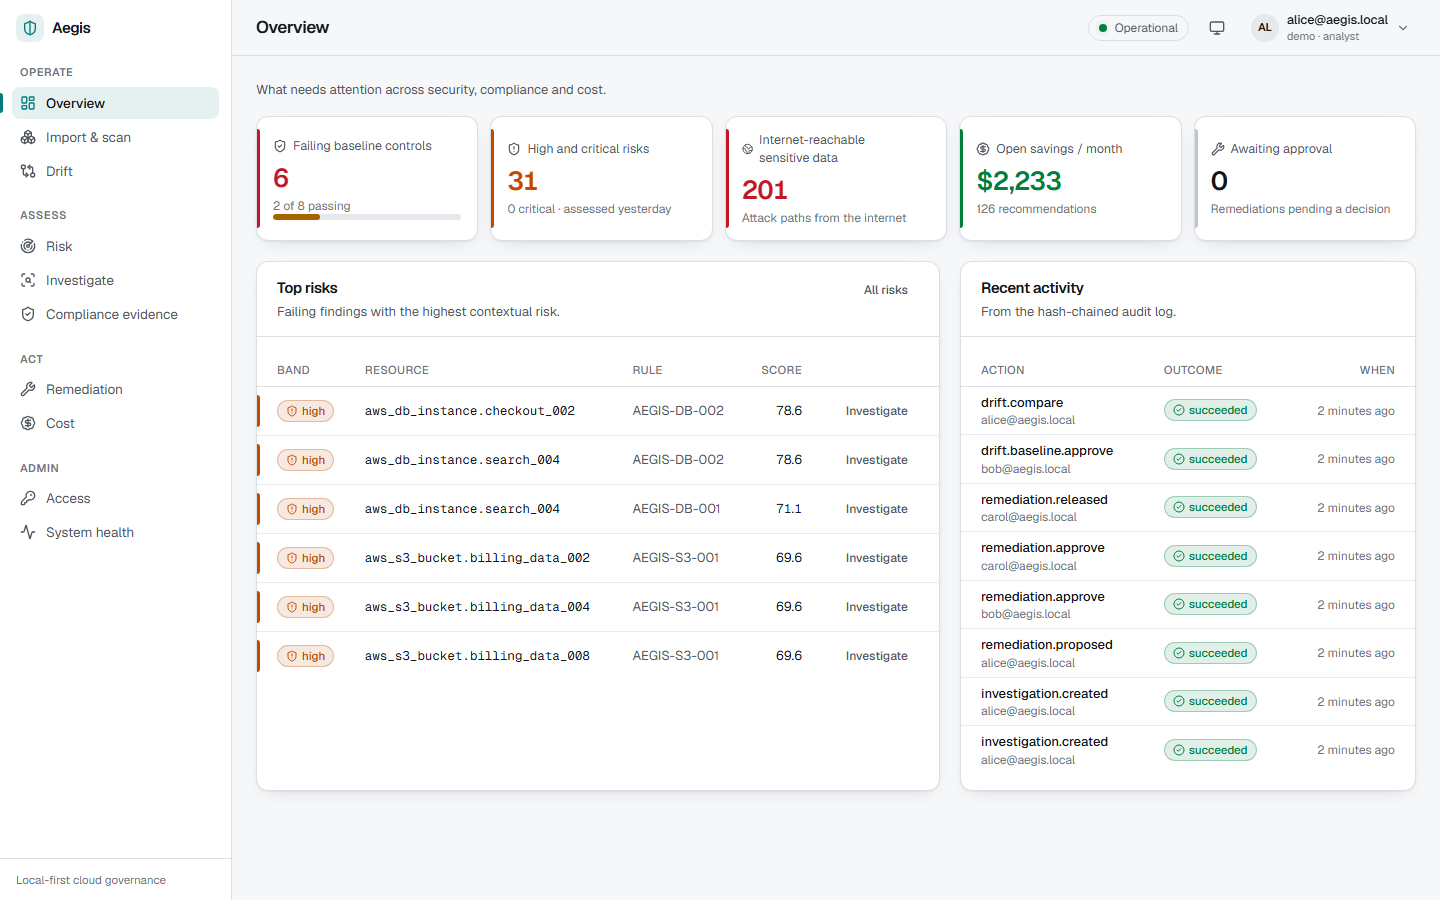 Aegis
OPERATE
Overview
Import & scan
Drift
ASSESS
Risk
Investigate
Compliance evidence
ACT
Remediation
Cost
ADMIN
Access
System health
Local-first cloud governance
Overview
Operational
AL
alice@aegis.local
demo · analyst
What needs attention across security, compliance and cost.
Failing baseline controls
6
2 of 8 passing
High and critical risks
31
0 critical · assessed yesterday
Internet-reachable
sensitive data
201
Attack paths from the internet
Open savings / month
$2,233
126 recommendations
Awaiting approval
0
Remediations pending a decision
Top risks
All risks
Failing findings with the highest contextual risk.
BAND RESOURCE RULE SCORE
high aws_db_instance.checkout_002 AEGIS-DB-002 78.6 Investigate
high aws_db_instance.search_004 AEGIS-DB-002 78.6 Investigate
high aws_db_instance.search_004 AEGIS-DB-001 71.1 Investigate
high aws_s3_bucket.billing_data_002 AEGIS-S3-001 69.6 Investigate
high aws_s3_bucket.billing_data_004 AEGIS-S3-001 69.6 Investigate
high aws_s3_bucket.billing_data_008 AEGIS-S3-001 69.6 Investigate
Recent activity
From the hash-chained audit log.
ACTION OUTCOME WHEN
drift.compare
alice@aegis.local
succeeded 2 minutes ago
drift.baseline.approve
bob@aegis.local
succeeded 2 minutes ago
remediation.released
carol@aegis.local
succeeded 2 minutes ago
remediation.approve
carol@aegis.local
succeeded 2 minutes ago
remediation.approve
bob@aegis.local
succeeded 2 minutes ago
remediation.proposed
alice@aegis.local
succeeded 2 minutes ago
investigation.created
alice@aegis.local
succeeded 2 minutes ago
investigation.created
alice@aegis.local
succeeded 2 minutes ago